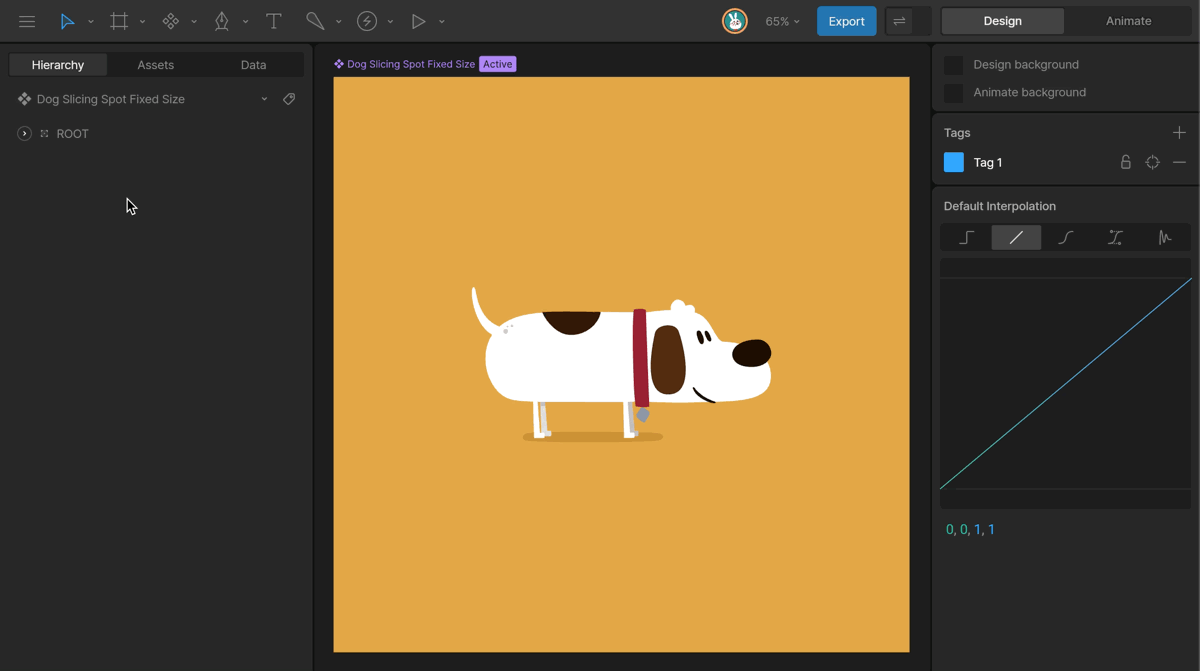 65%
Export
Design
Animate
Hierarchy
Assets
Data
Dog Slicing Spot Fixed Size
ROOT
Dog Slicing Spot Fixed Size
Active
Design background
Animate background
Tags
Tag 1
Default Interpolation
0, 0, 1, 1